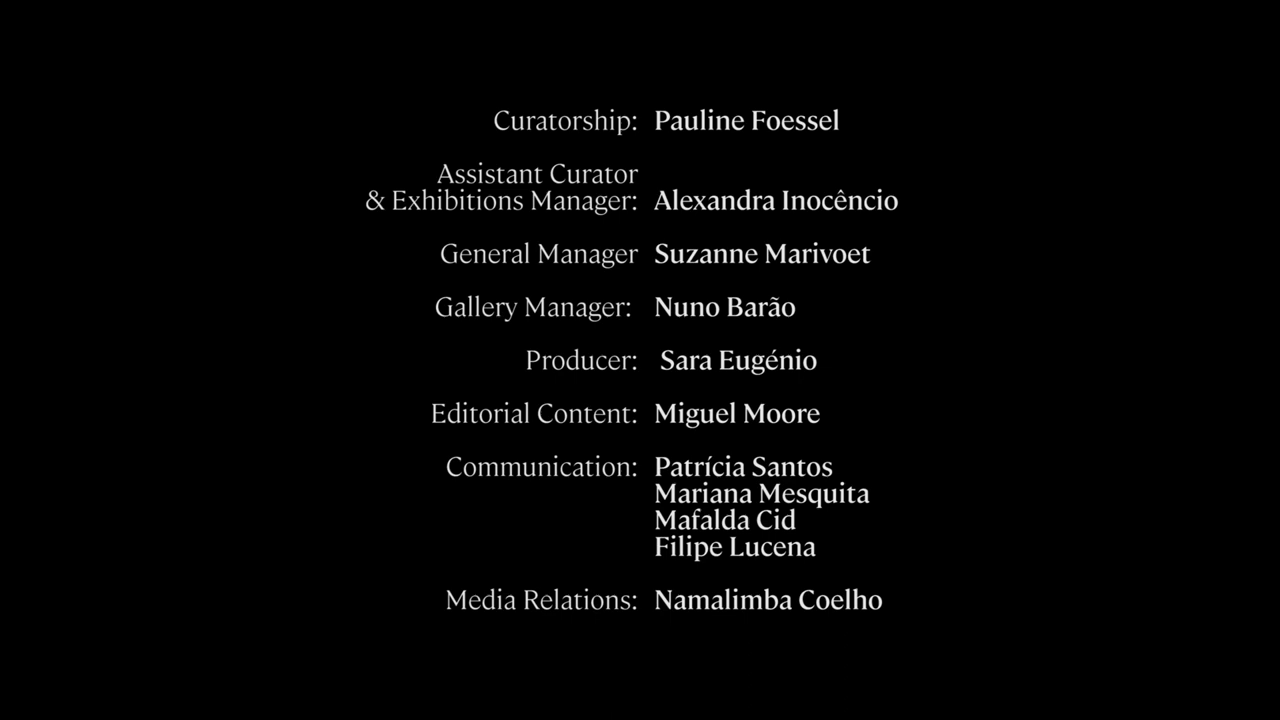 Curatorship: Pauline Foessel
Assistant Curator
& Exhibitions Manager: Alexandra Inocêncio
General Manager Suzanne Marivoet
Gallery Manager: Nuno Barão
Producer: Sara Eugénio
Editorial Content: Miguel Moore
Communication: Patrícia Santos
Mariana Mesquita
Mafalda Cid
Filipe Lucena
Media Relations: Namalimba Coelho